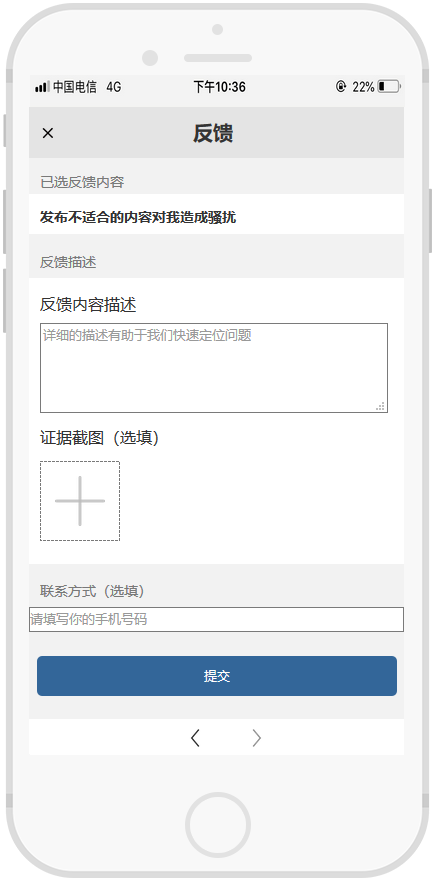 中国电信 4G 下午10:36 22%
反馈
已选反馈内容
发布不适合的内容对我造成骚扰
反馈描述
反馈内容描述
详细的描述有助于我们快速定位问题
证据截图（选填）
联系方式（选填）
请填写你的手机号码
提交